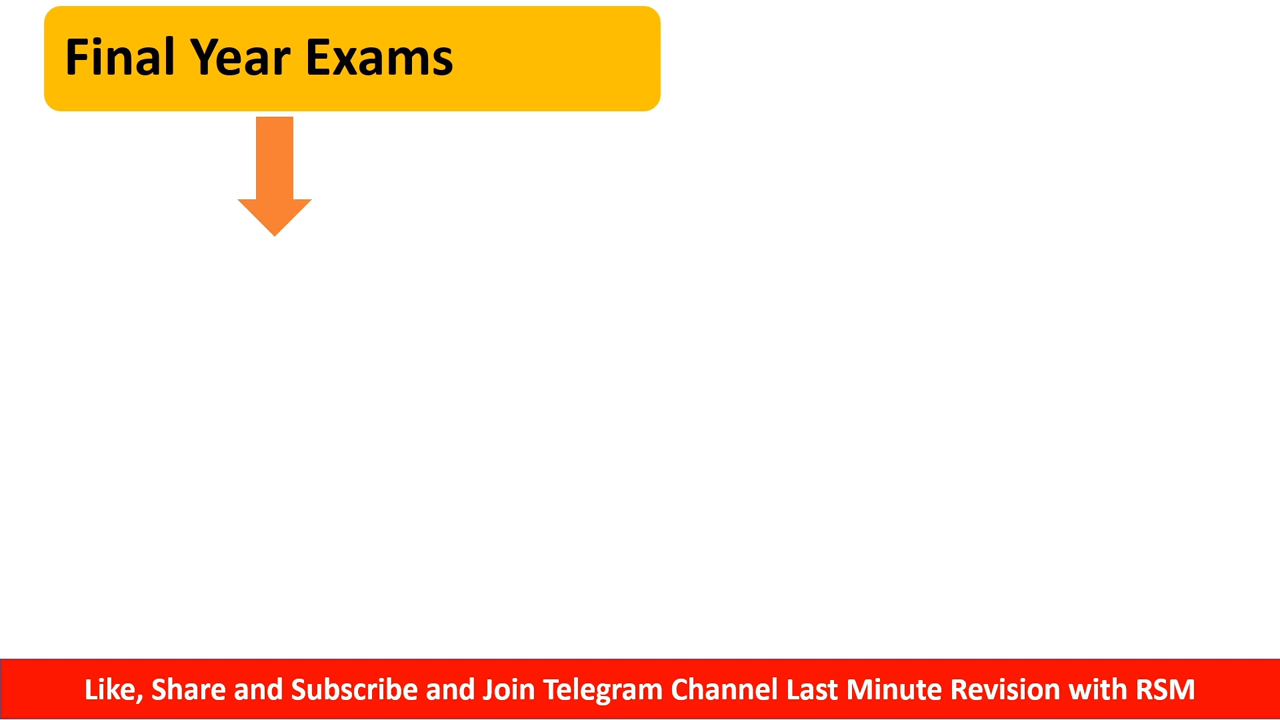 Final Year Exams
Like, Share and Subscribe and Join Telegram Channel Last Minute Revision with RSM